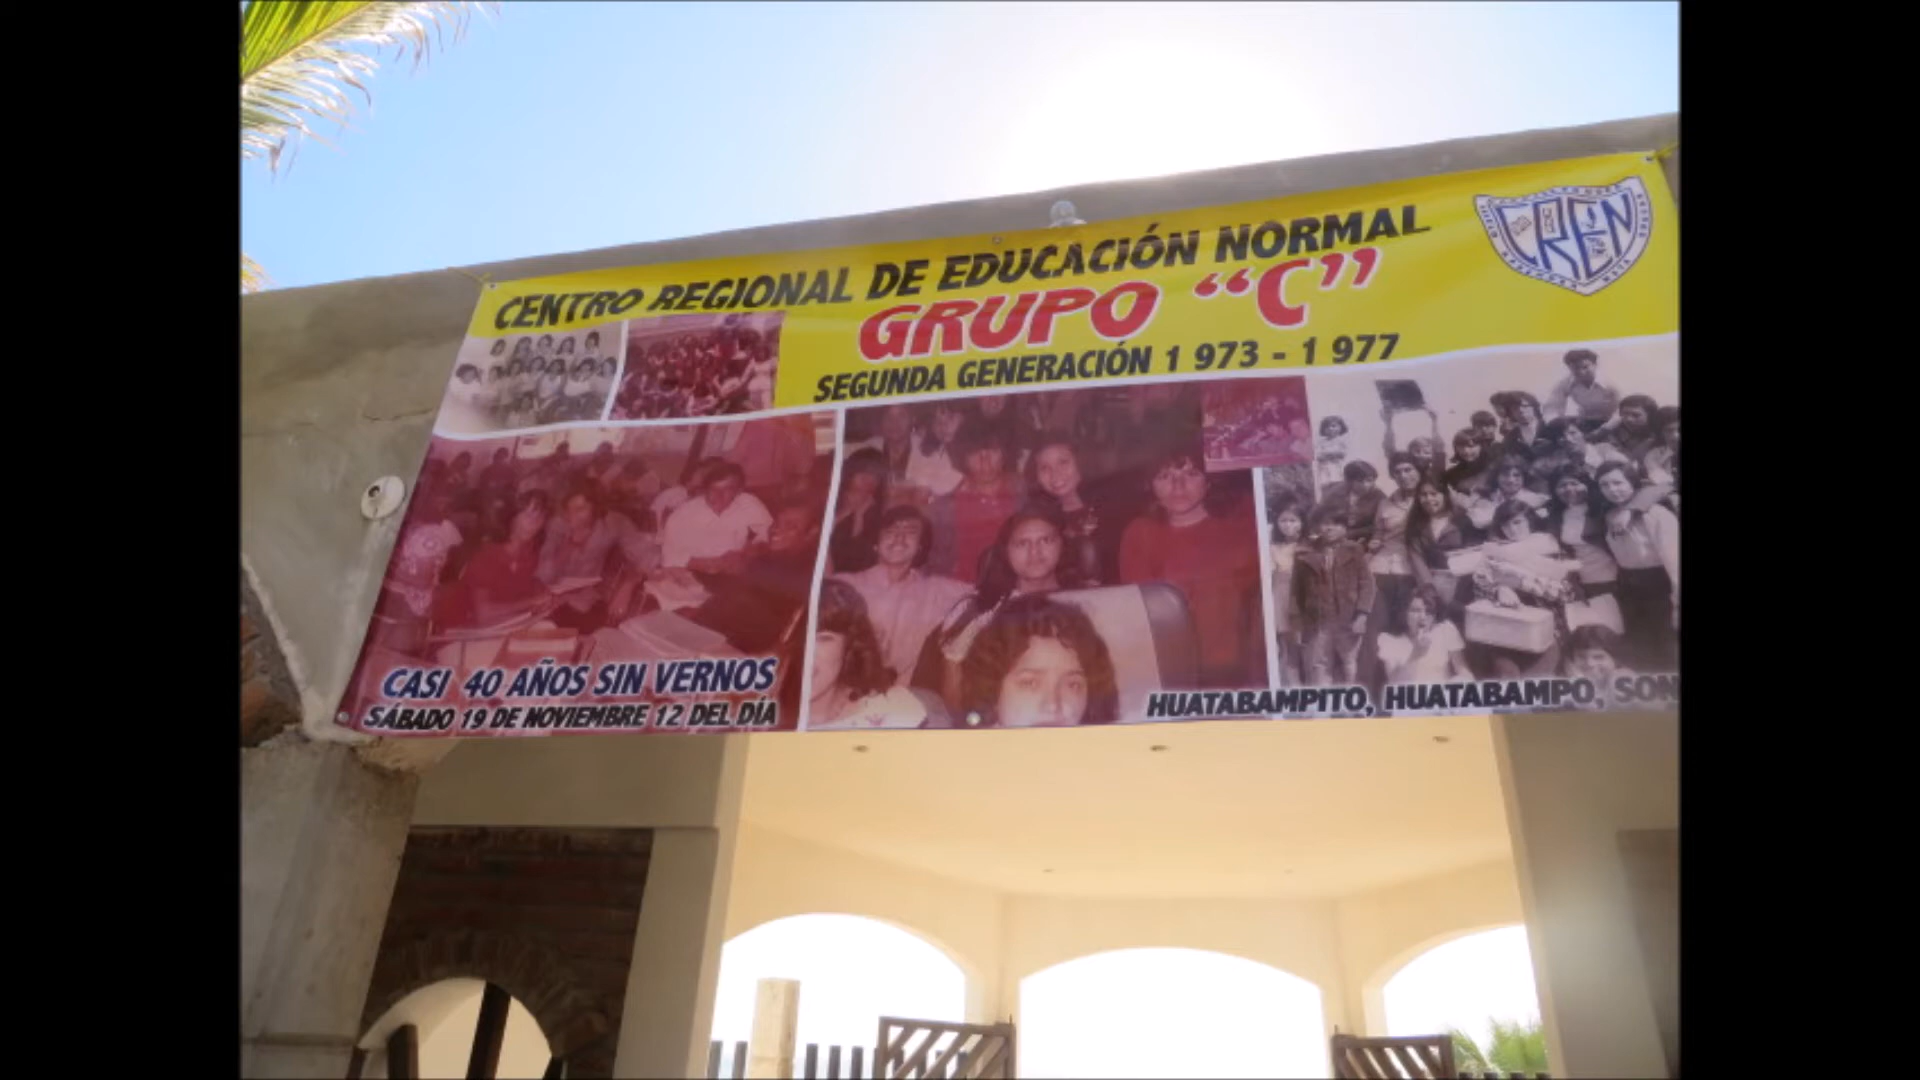 CENTRO REGIONAL DE EDUCACIÓN NORMAL
GRUPO “C”
SEGUNDA GENERACIÓN 1 973 - 1 977
CREN
CASI 40 AÑOS SIN VERNOS
SÁBADO 19 DE NOVIEMBRE 12 DEL DÍA
HUATABAMPITO, HUATABAMPO, SON